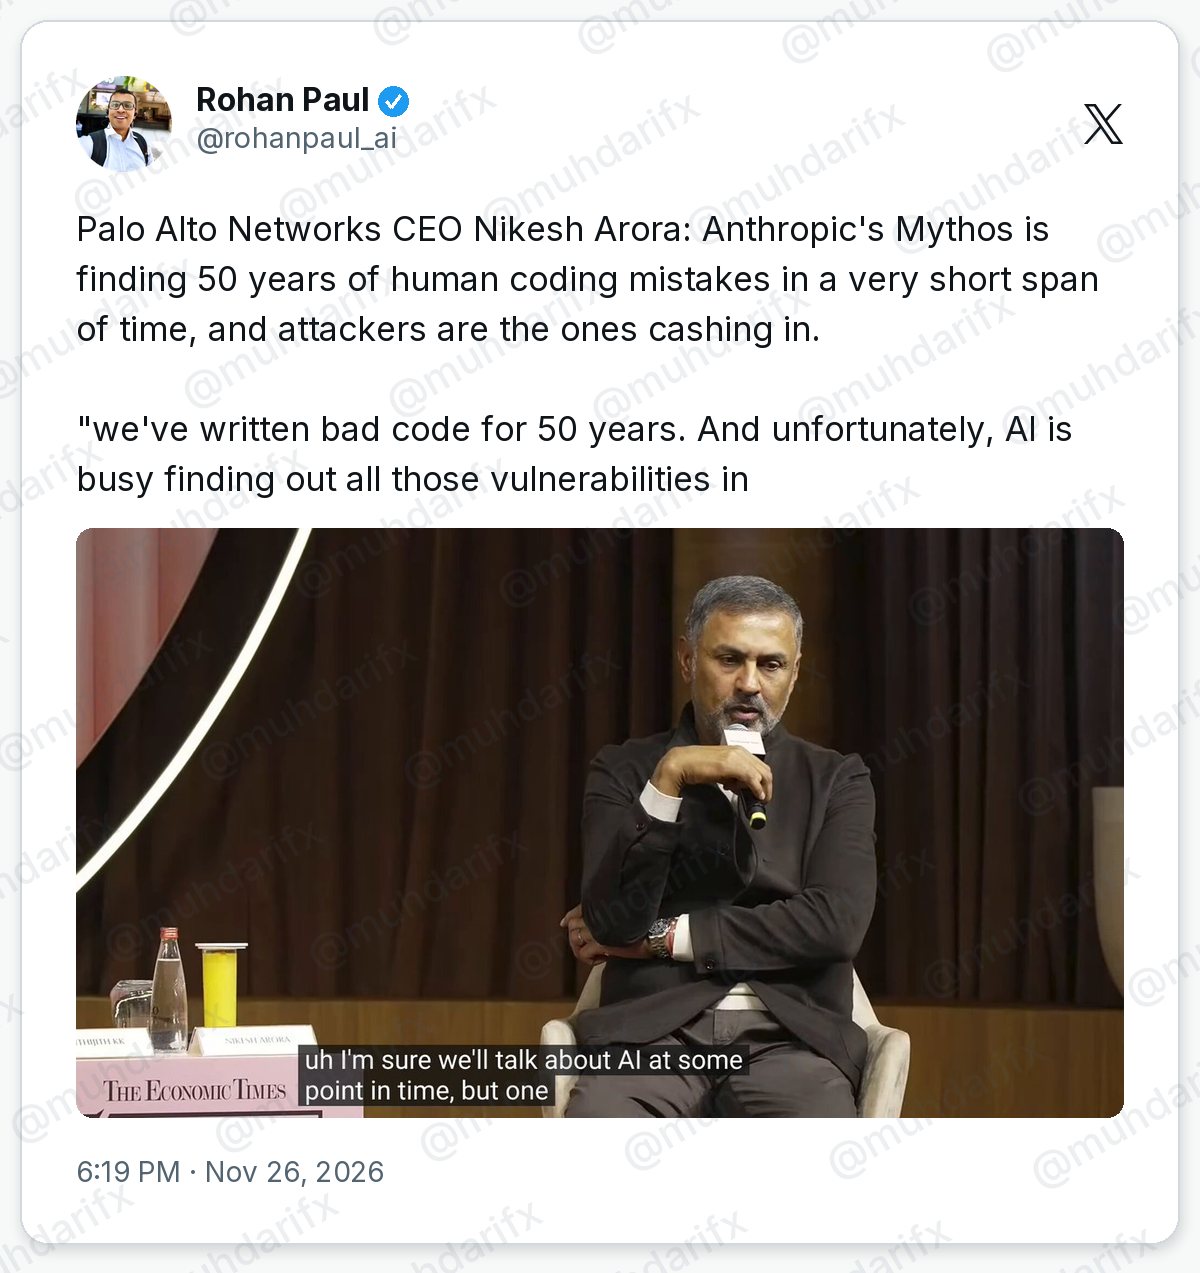 Rohan Paul
@rohanpaul_ai
Palo Alto Networks CEO Nikesh Arora: Anthropic's Mythos is
finding 50 years of human coding mistakes in a very short span
of time, and attackers are the ones cashing in.
"we've written bad code for 50 years. And unfortunately, AI is
busy finding out all those vulnerabilities in
NIKESH ARORA
THE ECONOMIC TIMES
uh I'm sure we'll talk about AI at some
point in time, but one
6:19 PM · Nov 26, 2026
@muhdarifx